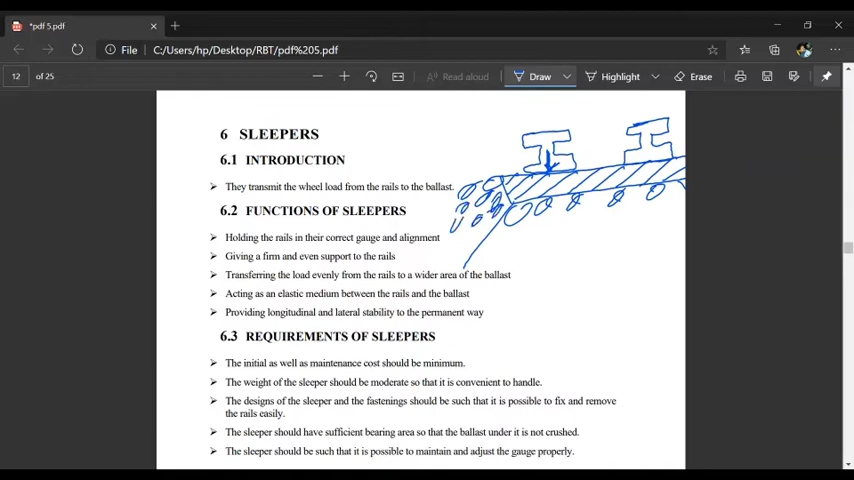 *pdf 5.pdf
File
C:/Users/hp/Desktop/RBT/pdf%205.pdf
12 of 25
Read aloud
Draw
Highlight
Erase
6 SLEEPERS
6.1 INTRODUCTION
They transmit the wheel load from the rails to the ballast.
6.2 FUNCTIONS OF SLEEPERS
Holding the rails in their correct gauge and alignment
Giving a firm and even support to the rails
Transferring the load evenly from the rails to a wider area of the ballast
Acting as an elastic medium between the rails and the ballast
Providing longitudinal and lateral stability to the permanent way
6.3 REQUIREMENTS OF SLEEPERS
The initial as well as maintenance cost should be minimum.
The weight of the sleeper should be moderate so that it is convenient to handle.
The designs of the sleeper and the fastenings should be such that it is possible to fix and remove
the rails easily.
The sleeper should have sufficient bearing area so that the ballast under it is not crushed.
The sleeper should be such that it is possible to maintain and adjust the gauge properly.